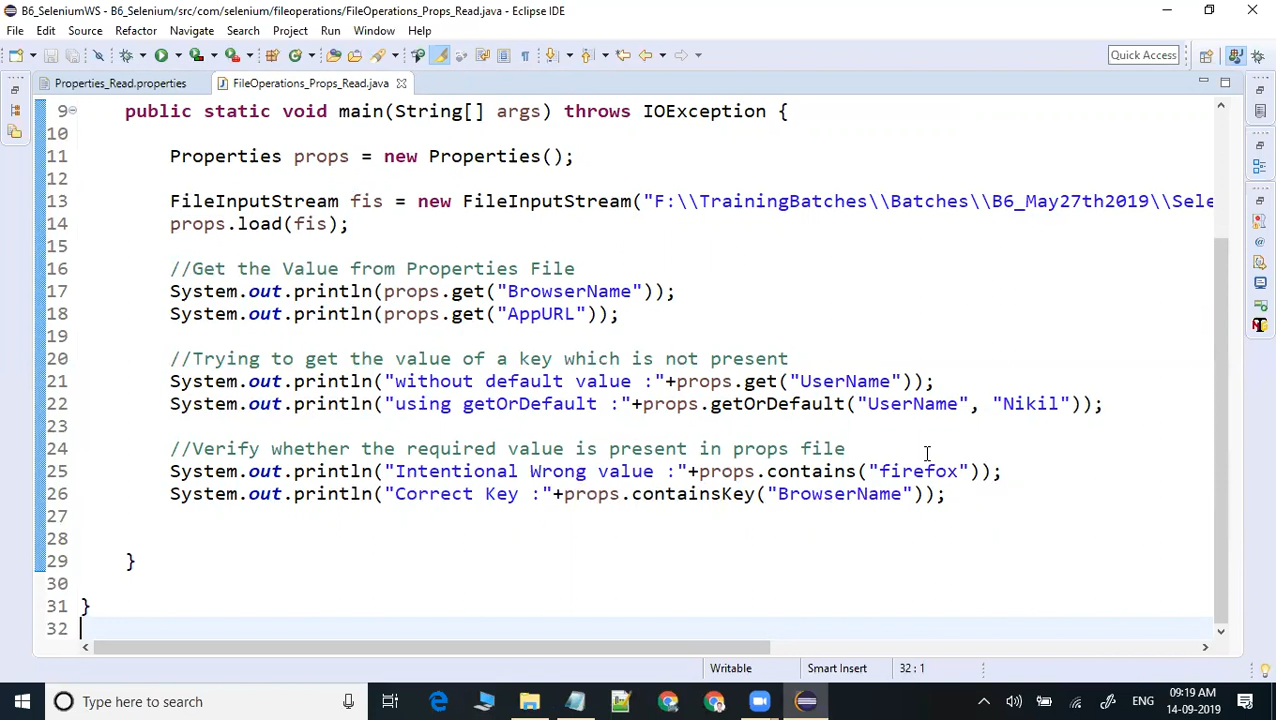 B6_SeleniumWS - B6_Selenium/src/com/selenium/fileoperations/FileOperations_Props_Read.java - Eclipse IDE
File Edit Source Refactor Navigate Search Project Run Window Help
Quick Access
Properties_Read.properties FileOperations_Props_Read.java
9 public static void main(String[] args) throws IOException {
10
11 Properties props = new Properties();
12
13 FileInputStream fis = new FileInputStream("F:\\TrainingBatches\\Batches\\B6_May27th2019\\Sele
14 props.load(fis);
15
16 //Get the Value from Properties File
17 System.out.println(props.get("BrowserName"));
18 System.out.println(props.get("AppURL"));
19
20 //Trying to get the value of a key which is not present
21 System.out.println("without default value :"+props.get("UserName"));
22 System.out.println("using getOrDefault :"+props.getOrDefault("UserName", "Nikil"));
23
24 //Verify whether the required value is present in props file
25 System.out.println("Intentional Wrong value :"+props.contains("firefox"));
26 System.out.println("Correct Key :"+props.containsKey("BrowserName"));
27
28
29 }
30
31 }
32
Writable Smart Insert 32 : 1
Type here to search
ENG
09:19 AM
14-09-2019